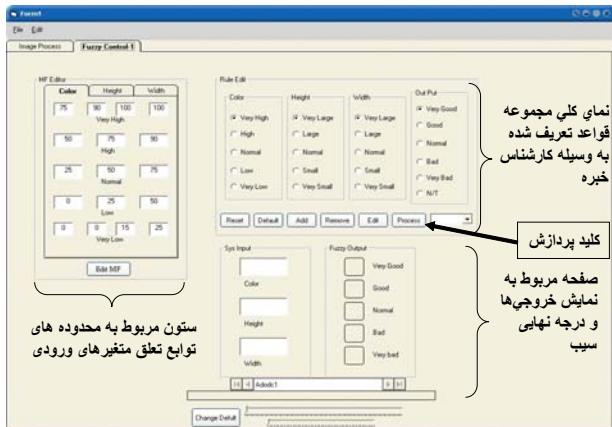 Form1
File Edit
Image Process Fuzzy Control 1
MF Editor
Color Height Width
75 90 100 100
Very High
50 75 90
High
25 50 75
Normal
0 25 50
Low
0 0 15 25
Very Low
Edit MF
Rule Edit
Color Height Width Out Put
Very High Very Large Very Large Very Good
High Large Large Good
Normal Normal Normal Normal
Low Small Small Bad
Very Low Very Small Very Small Very Bad
N/T
Reset Default Add Remove Edit Process
Sys Input
Color
Height
Width
Fuzzy Output
Very Good
Good
Normal
Bad
Very bad
Adodc1
Change Defult
نماي كلي مجموعه
قواعد تعريف شده
به وسيله كارشناس
خبره
كليد پردازش
صفحه مربوط به
نمايش خروجي‌ها
و درجه نهايی
سيب
ستون مربوط به محدوده های
توابع تعلق متغيرهای ورودی